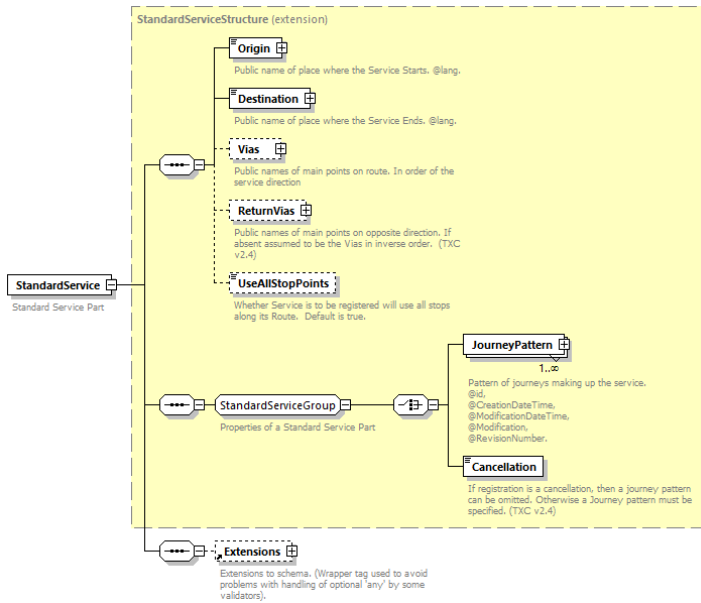 StandardServiceStructure (extension)
Origin
Public name of place where the Service Starts. @lang.
Destination
Public name of place where the Service Ends. @lang.
Vias
Public names of main points on route. In order of the
service direction
ReturnVias
Public names of main points on opposite direction. If
absent assumed to be the Vias in inverse order.  (TXC
v2.4)
UseAllStopPoints
Whether Service is to be registered will use all stops
along its Route.  Default is true.
StandardService
Standard Service Part
StandardServiceGroup
Properties of a Standard Service Part
JourneyPattern
1..∞
Pattern of journeys making up the service.
@id,
@CreationDateTime,
@ModificationDateTime,
@Modification,
@RevisionNumber.
Cancellation
If registration is a cancellation, then a journey pattern
can be omitted. Otherwise a Journey pattern must be
specified. (TXC v2.4)
Extensions
Extensions to schema. (Wrapper tag used to avoid
problems with handling of optional 'any' by some
validators).